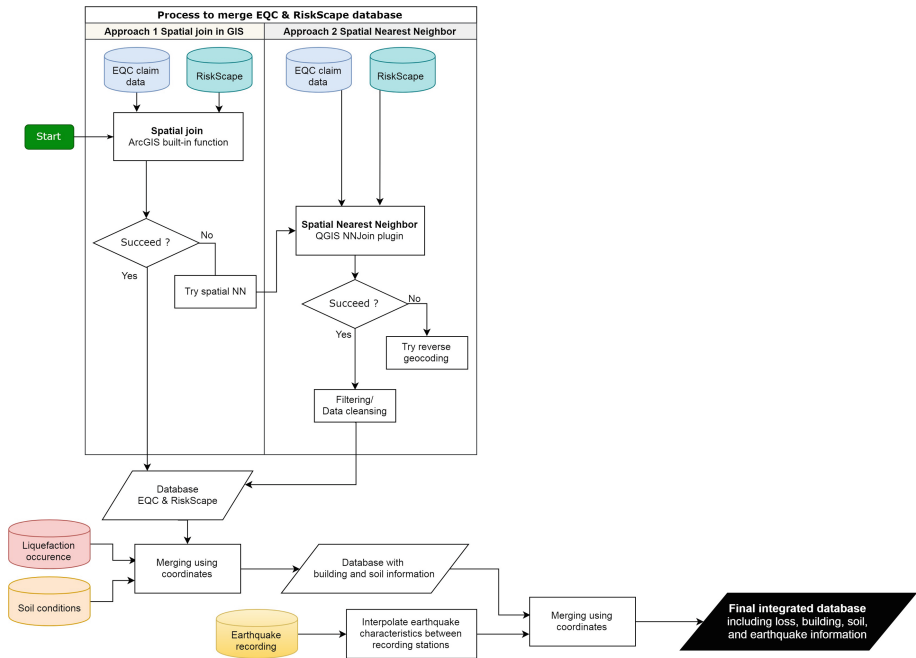 Process to merge EQC & RiskScape database
Approach 1 Spatial join in GIS
Approach 2 Spatial Nearest Neighbor
EQC claim
data
RiskScape
EQC claim
data
RiskScape
Start
Spatial join
ArcGIS built-in function
Spatial Nearest Neighbor
QGIS NNJoin plugin
Succeed ?
No
Yes
Try spatial NN
Succeed ?
No
Yes
Try reverse
geocoding
Filtering/
Data cleansing
Database
EQC & RiskScape
Liquefaction
occurence
Soil conditions
Merging using
coordinates
Database with
building and soil information
Earthquake
recording
Interpolate earthquake
characteristics between
recording stations
Merging using
coordinates
Final integrated database
including loss, building, soil,
and earthquake information